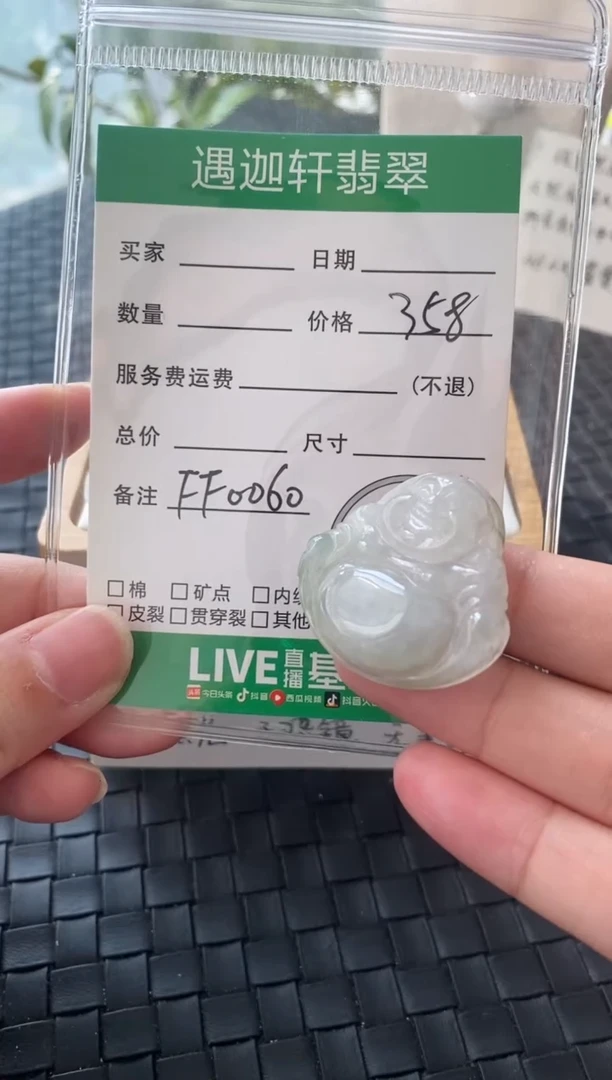 遇迦轩翡翠
买家 日期
数量 价格 358
服务费运费 (不退)
总价 尺寸
备注 FF0060
棉 矿点 内
皮裂 贯穿裂 其他
LIVE 直播 基
今日头条 抖音 西瓜视频 抖音火